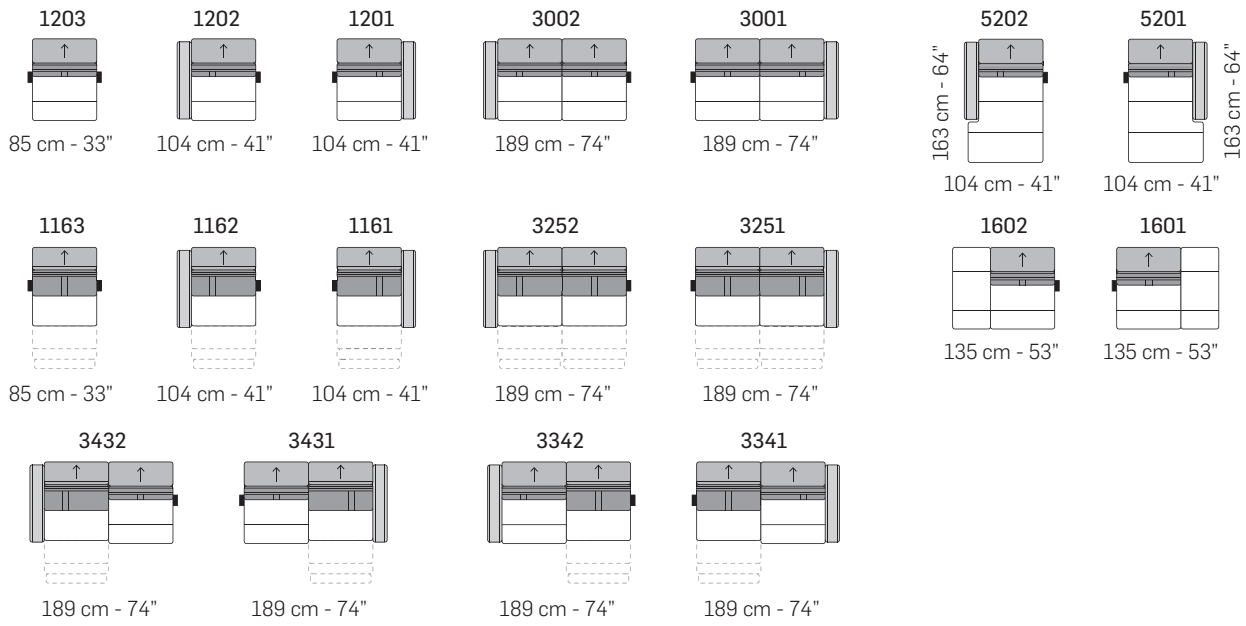 1203 1202 1201 3002 3001 5202 5201
163 cm - 64” 163 cm - 64”
85 cm - 33” 104 cm - 41” 104 cm - 41” 189 cm - 74” 189 cm - 74”
104 cm - 41” 104 cm - 41”
1163 1162 1161 3252 3251 1602 1601
135 cm - 53” 135 cm - 53”
85 cm - 33” 104 cm - 41” 104 cm - 41” 189 cm - 74” 189 cm - 74”
3432 3431 3342 3341
189 cm - 74” 189 cm - 74” 189 cm - 74” 189 cm - 74”